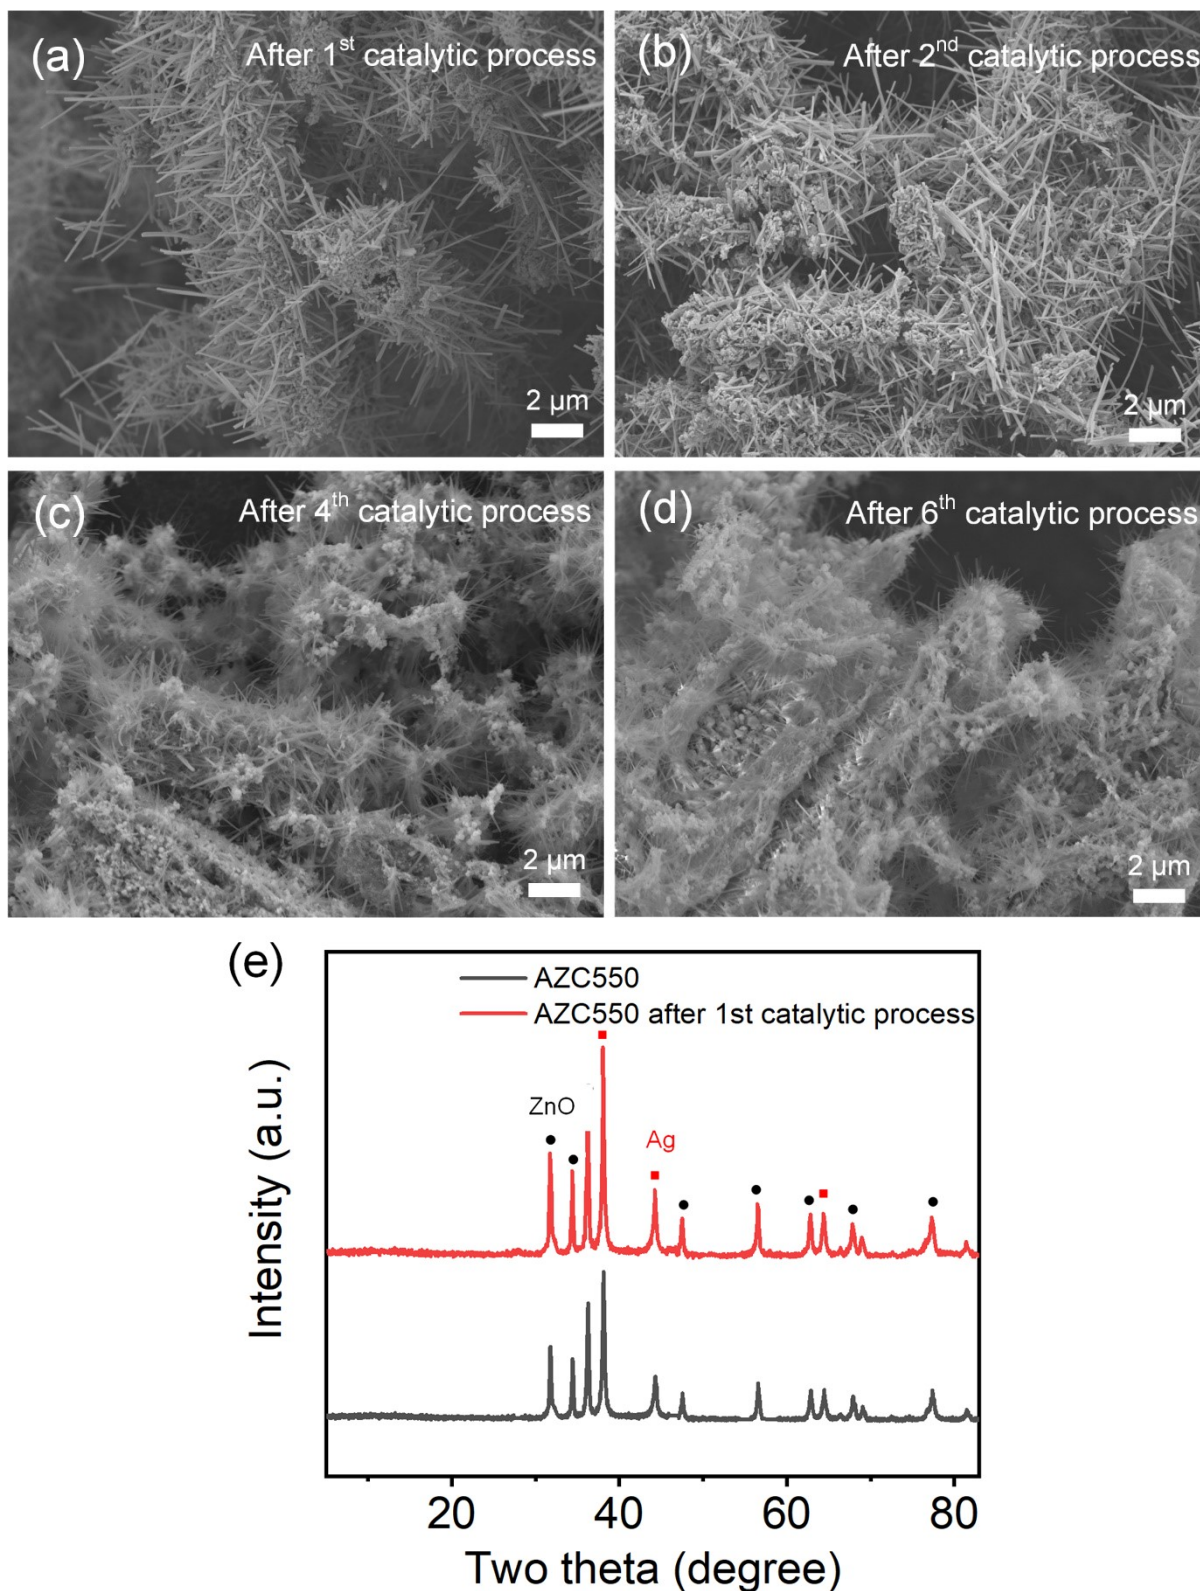 (a)
After 1st catalytic process
2 μm
(b)
After 2nd catalytic process
2 μm
(c)
After 4th catalytic process
2 μm
(d)
After 6th catalytic process
2 μm
(e)
AZC550
AZC550 after 1st catalytic process
ZnO
Ag
Intensity (a.u.)
20 40 60 80
Two theta (degree)